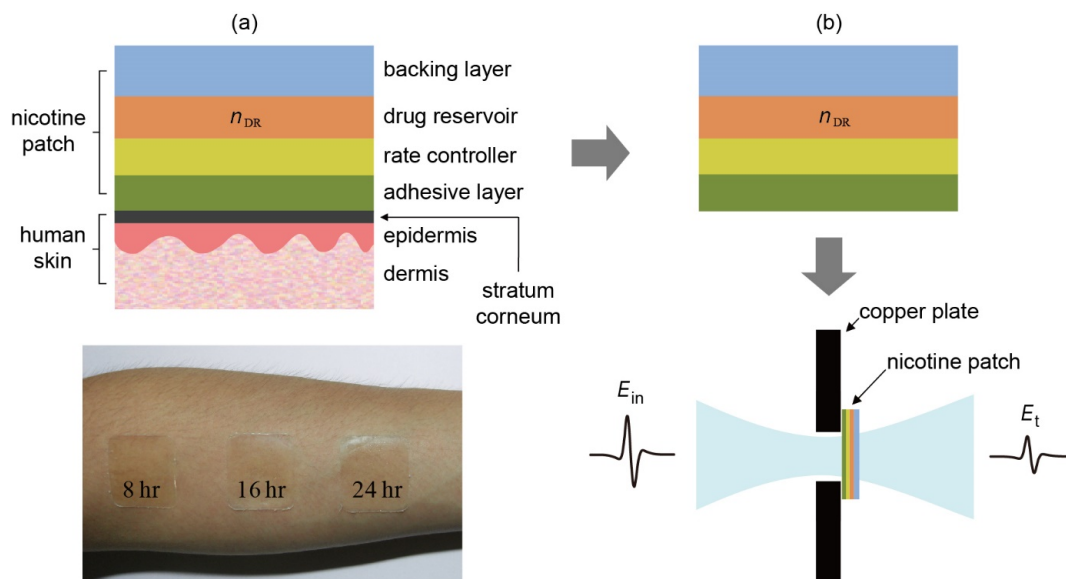 (a)
nicotine
patch
human
skin
n_DR
backing layer
drug reservoir
rate controller
adhesive layer
epidermis
dermis
stratum
corneum
8 hr
16 hr
24 hr
(b)
n_DR
copper plate
nicotine patch
E_in
E_t